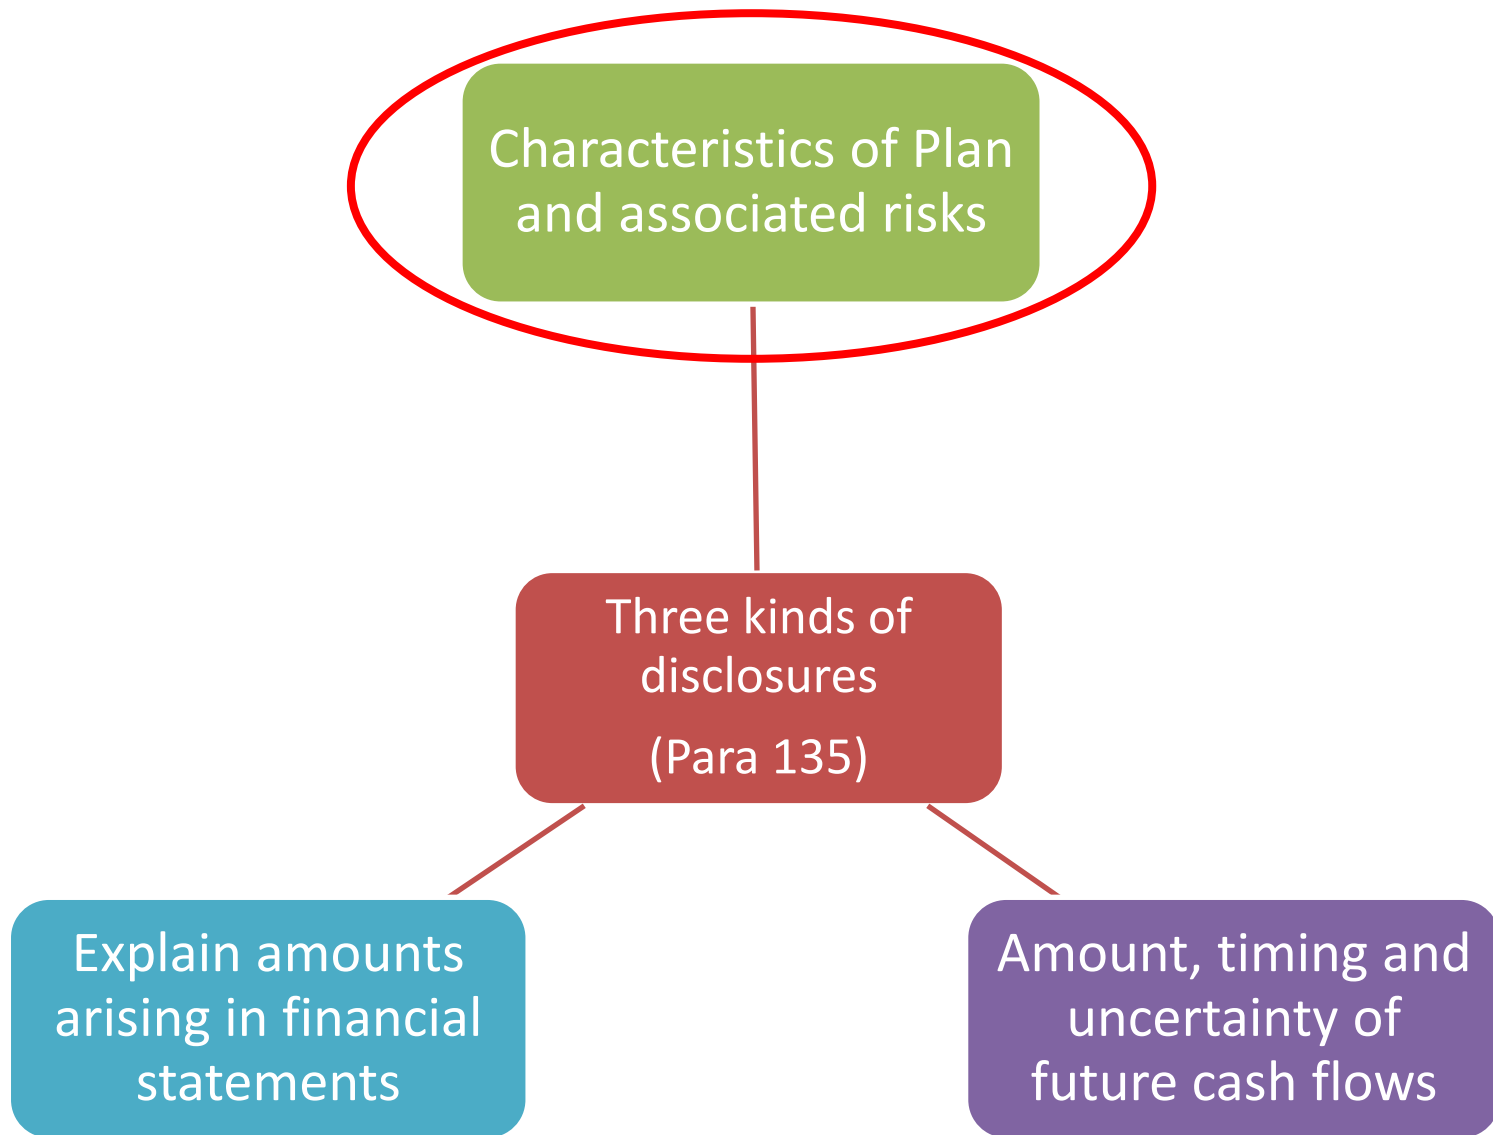 Characteristics of Plan
and associated risks
Three kinds of
disclosures
(Para 135)
Explain amounts
arising in financial
statements
Amount, timing and
uncertainty of
future cash flows